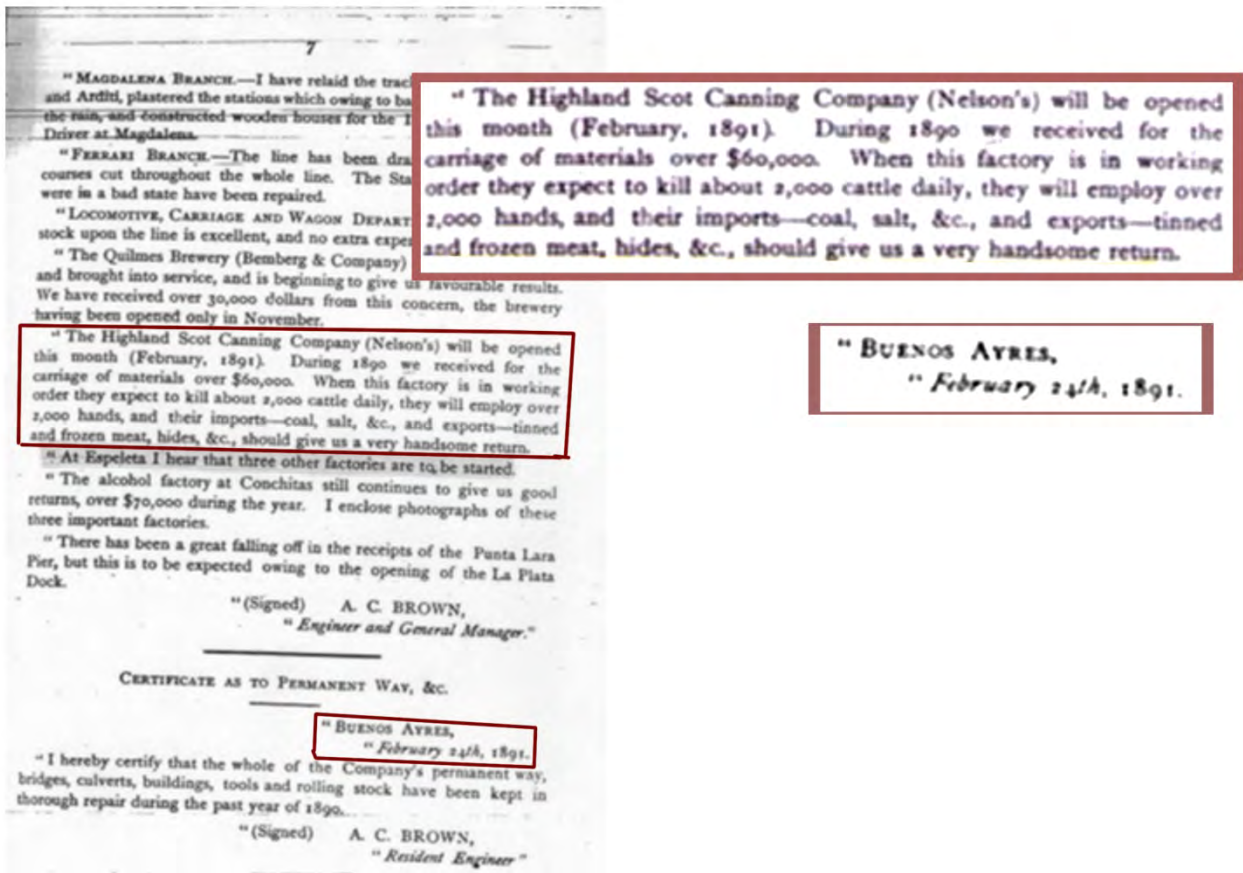 7
"MAGDALENA BRANCH.—I have relaid the trac
and Arditi, plastered the stations which owing to ba
the rain, and constructed wooden houses for the
Driver at Magdalena.
"FERRARI BRANCH.—The line has been dra
courses cut throughout the whole line. The Sta
were in a bad state have been repaired.
"LOCOMOTIVE, CARRIAGE AND WAGON DEPART
stock upon the line is excellent, and no extra expe
"The Quilmes Brewery (Bemberg & Company)
and brought into service, and is beginning to give us favourable results.
We have received over 30,000 dollars from this concern, the brewery
having been opened only in November.
"The Highland Scot Canning Company (Nelson's) will be opened
this month (February, 1891). During 1890 we received for the
carriage of materials over $60,000. When this factory is in working
order they expect to kill about 2,000 cattle daily, they will employ over
2,000 hands, and their imports—coal, salt, &c., and exports—tinned
and frozen meat, hides, &c., should give us a very handsome return.
"At Espeleta I hear that three other factories are to be started.
"The alcohol factory at Conchitas still continues to give us good
returns, over $70,000 during the year. I enclose photographs of these
three important factories.
"There has been a great falling off in the receipts of the Punta Lara
Pier, but this is to be expected owing to the opening of the La Plata
Dock.
"(Signed) A. C. BROWN,
"Engineer and General Manager."
CERTIFICATE AS TO PERMANENT WAY, &c.
"BUENOS AYRES,
"February 24th, 1891.
"I hereby certify that the whole of the Company's permanent way,
bridges, culverts, buildings, tools and rolling stock have been kept in
thorough repair during the past year of 1890.
"(Signed) A. C. BROWN,
"Resident Engineer"
"The Highland Scot Canning Company (Nelson's) will be opened
this month (February, 1891). During 1890 we received for the
carriage of materials over $60,000. When this factory is in working
order they expect to kill about 2,000 cattle daily, they will employ over
2,000 hands, and their imports—coal, salt, &c., and exports—tinned
and frozen meat, hides, &c., should give us a very handsome return.
"BUENOS AYRES,
"February 24th, 1891.